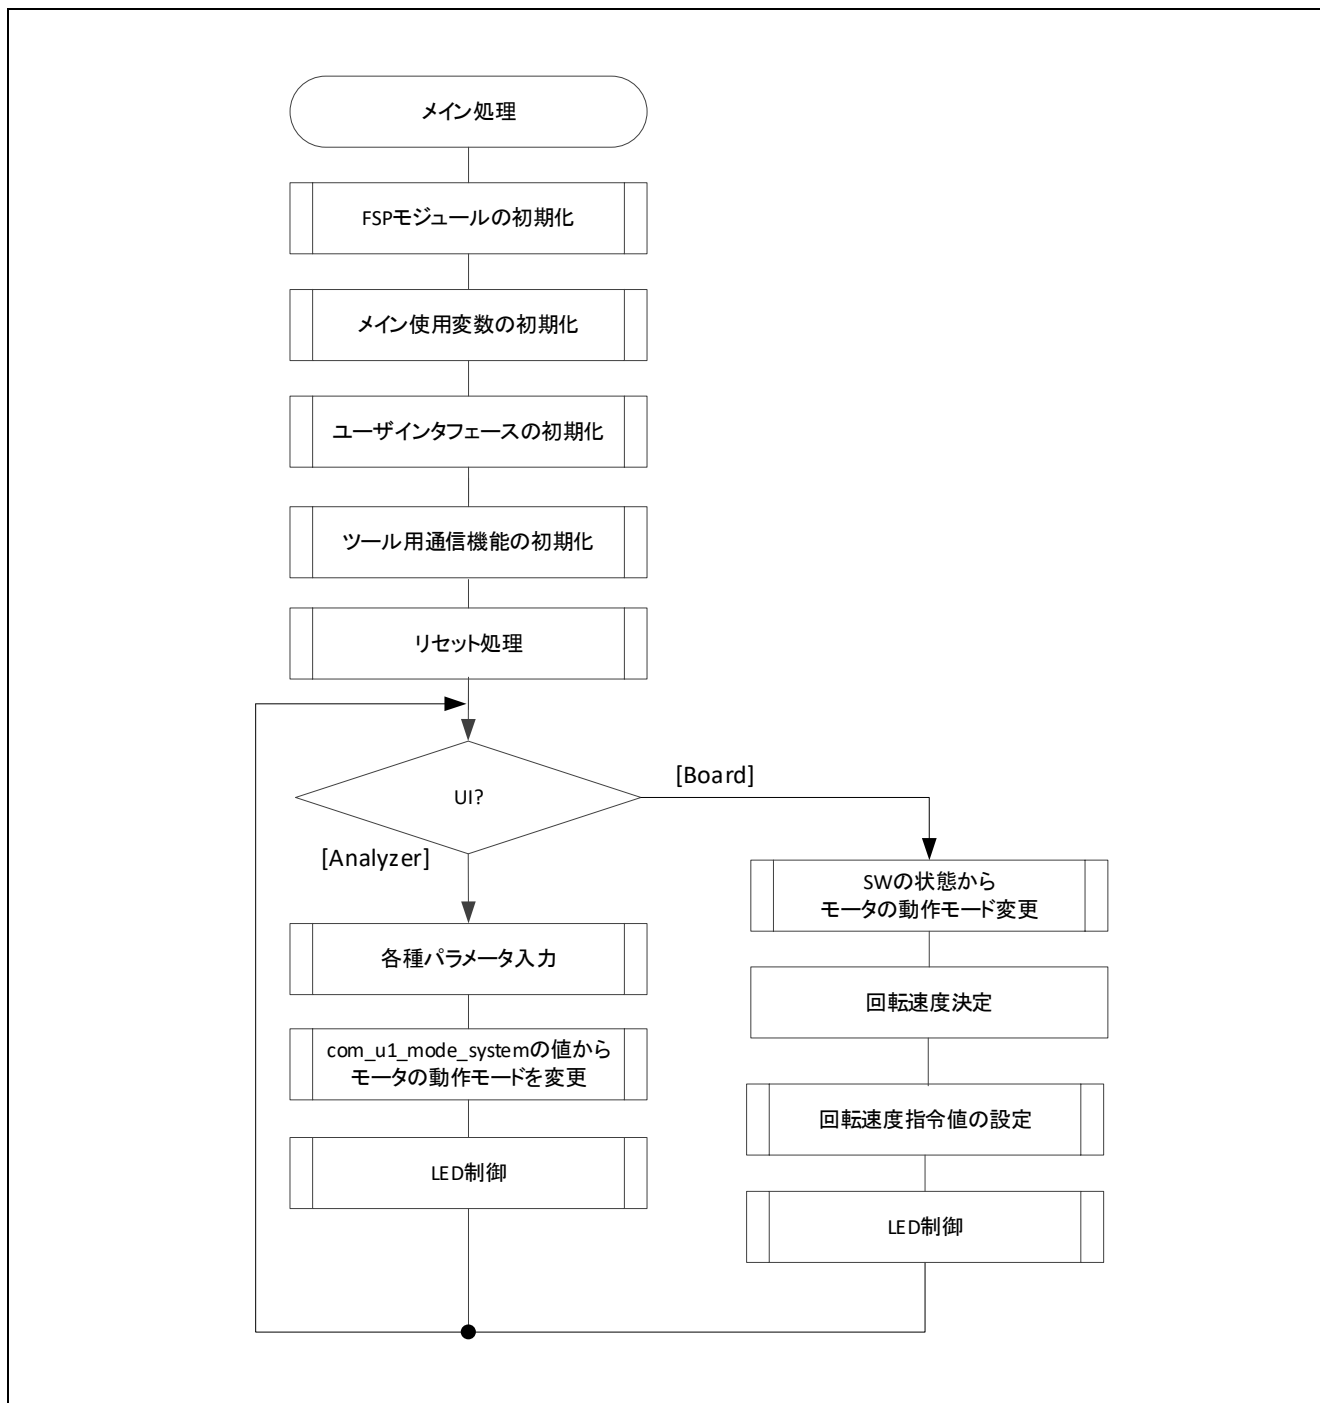 メイン処理
FSPモジュールの初期化
メイン使用変数の初期化
ユーザインタフェースの初期化
ツール用通信機能の初期化
リセット処理
UI?
[Board]
[Analyzer]
各種パラメータ入力
com_u1_mode_systemの値から
モータの動作モードを変更
LED制御
SWの状態から
モータの動作モード変更
回転速度決定
回転速度指令値の設定
LED制御